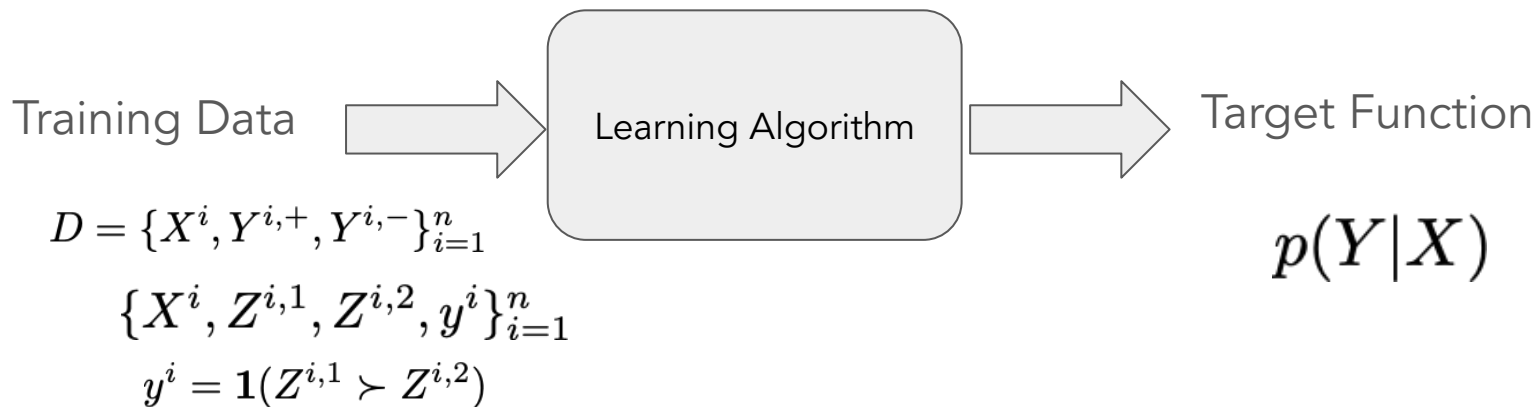 Training Data
Learning Algorithm
Target Function
D = {X^i, Y^{i,+}, Y^{i,-}}_{i=1}^n
{X^i, Z^{i,1}, Z^{i,2}, y^i}_{i=1}^n
y^i = 1(Z^{i,1} ≻ Z^{i,2})
p(Y|X)